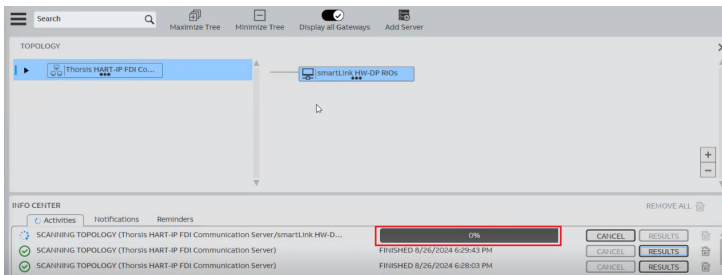 Search
Maximize Tree
Minimize Tree
Display all Gateways
Add Server
TOPOLOGY
Thorsis HART-IP FDI Co...
smartLink HW-DP RIOs
+
−
INFO CENTER
REMOVE ALL
Activities
Notifications
Reminders
SCANNING TOPOLOGY (Thorsis HART-IP FDI Communication Server/smartLink HW-D...
0%
CANCEL
RESULTS
SCANNING TOPOLOGY (Thorsis HART-IP FDI Communication Server)
FINISHED 8/26/2024 6:29:43 PM
CANCEL
RESULTS
SCANNING TOPOLOGY (Thorsis HART-IP FDI Communication Server)
FINISHED 8/26/2024 6:28:03 PM
CANCEL
RESULTS